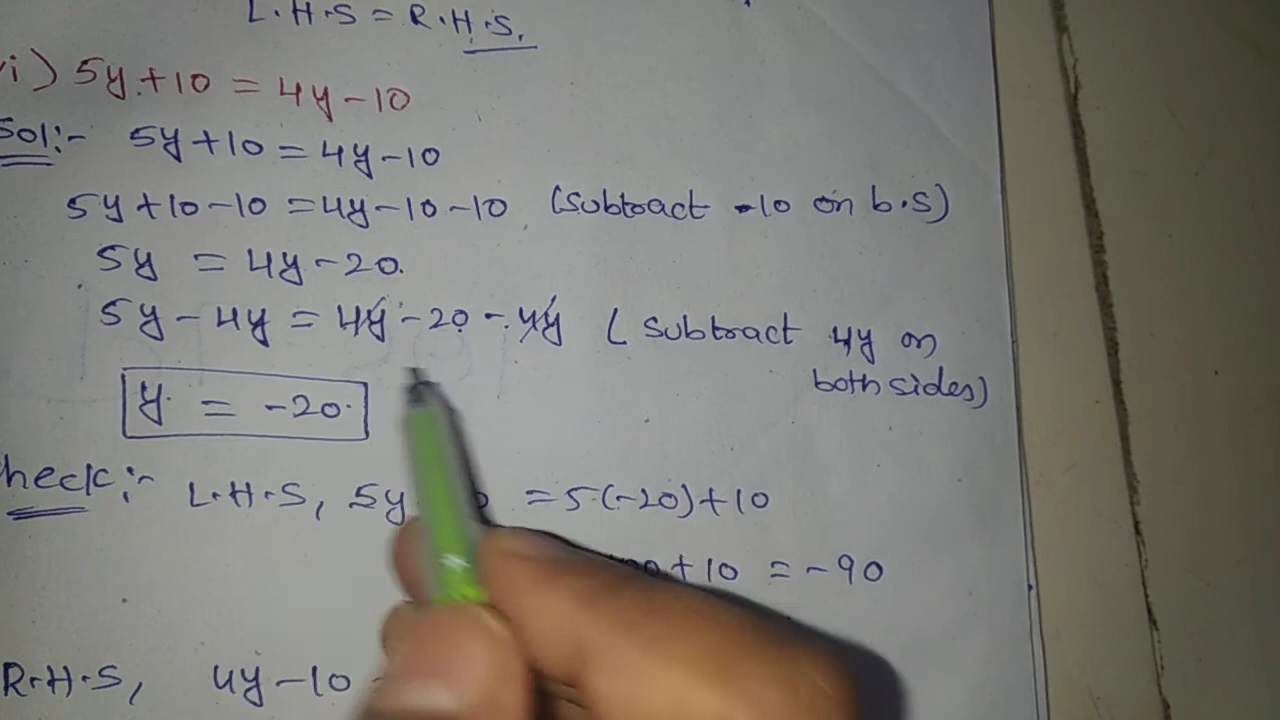 L.H.S = R.H.S.
i) 5y+10 = 4y-10
Sol:- 5y+10 = 4y-10
5y+10-10 = 4y-10-10 (Subtract -10 on b.s)
5y = 4y-20.
5y-4y = 4y-20-4y (Subtract 4y on
both sides)
y = -20.
heck:- L.H.S, 5y = 5(-20)+10
+10 = -90
R.H.S, 4y-10